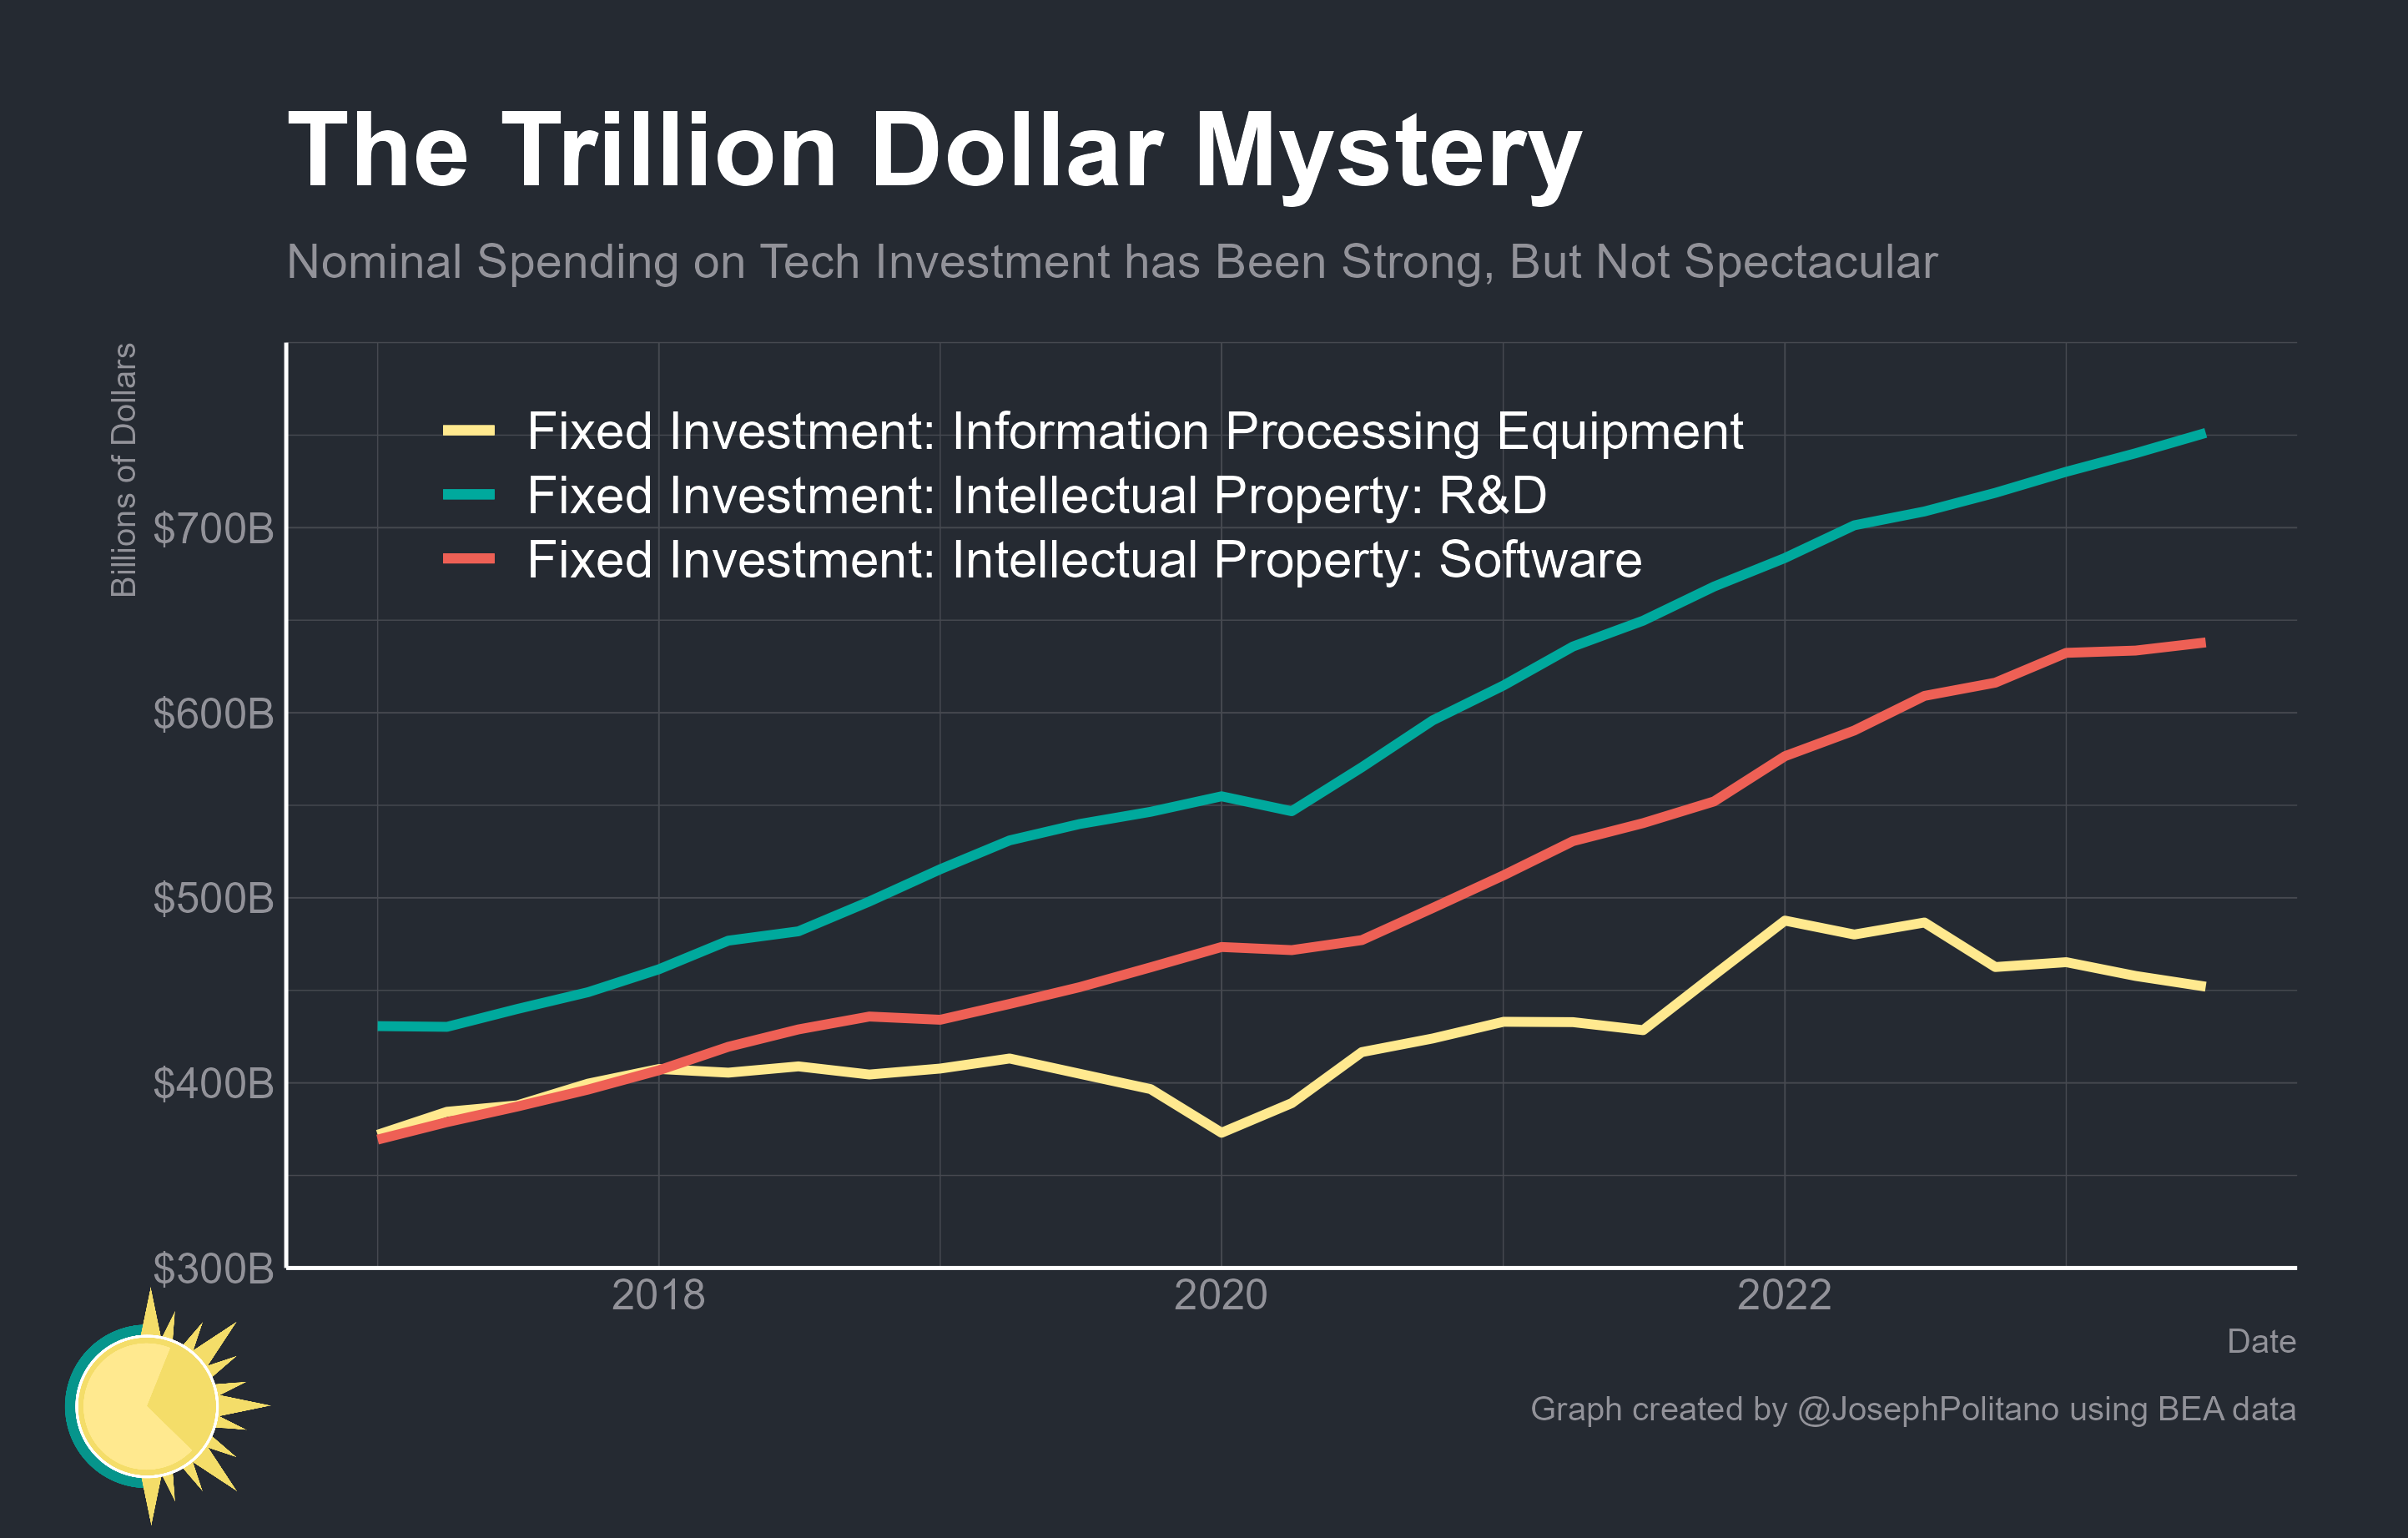 The Trillion Dollar Mystery
Nominal Spending on Tech Investment has Been Strong, But Not Spectacular
Billions of Dollars
Fixed Investment: Information Processing Equipment
Fixed Investment: Intellectual Property: R&D
Fixed Investment: Intellectual Property: Software
$700B
$600B
$500B
$400B
$300B
2018
2020
2022
Date
Graph created by @JosephPolitano using BEA data